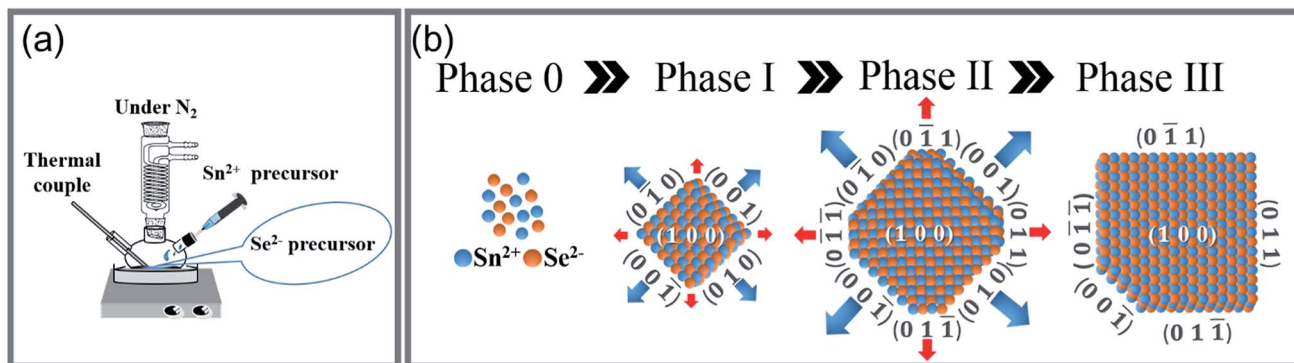 (a)
Under N₂
Thermal
couple
Sn²⁺ precursor
Se²⁻ precursor
(b)
Phase 0 Phase I Phase II Phase III
Sn²⁺ Se²⁻
(0 1̅ 0)
(0 0 1)
(1 0 0)
(0 0 1)
(0 1 0)
(0 1̅ 1)
(0 1̅ 0)
(0 0 1)
(0 1̅ 1̅)
(1 0 0)
(0 1 1)
(0 0 1̅)
(0 1 0)
(0 1 1̅)
(0 1̅ 1)
(0 1̅ 1)
(1 0 0)
(0 1 1)
(0 0 1̅)
(0 1 1̅)